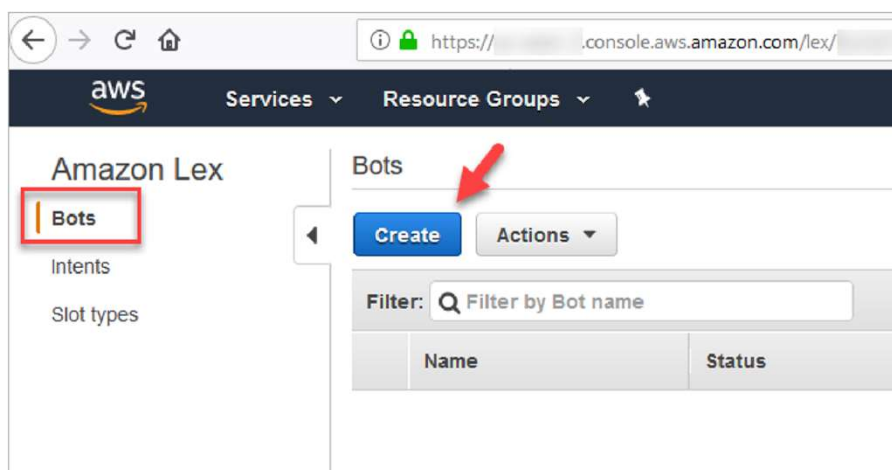 https:// .console.aws.amazon.com/lex/
aws Services Resource Groups
Amazon Lex
Bots
Intents
Slot types
Bots
Create Actions
Filter: Filter by Bot name
Name Status